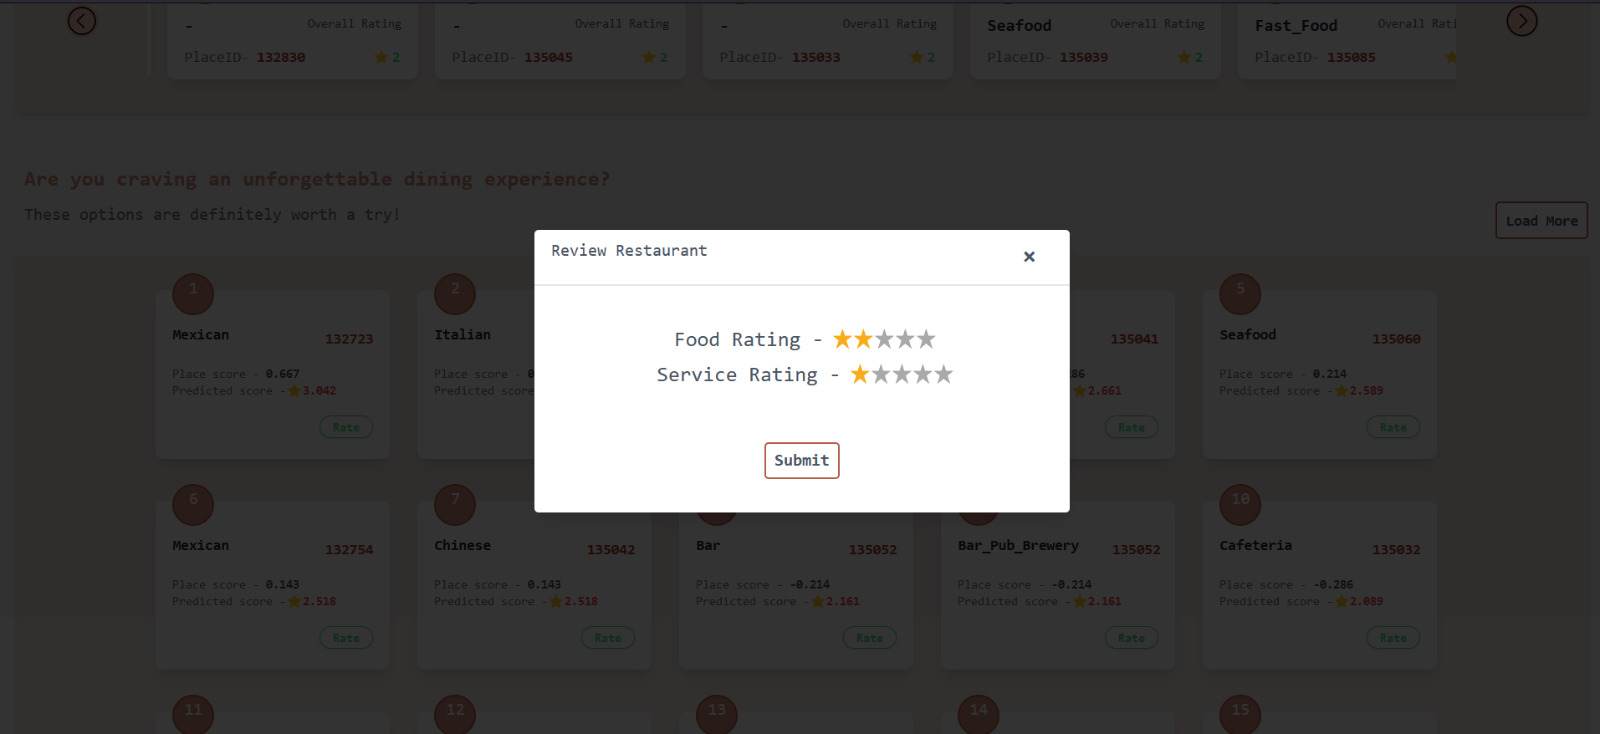 - Overall Rating - Overall Rating - Overall Rating Seafood Overall Rating Fast_Food Overall Rati
PlaceID- 132830 2 PlaceID- 135045 2 PlaceID- 135033 2 PlaceID- 135039 2 PlaceID- 135085
Are you craving an unforgettable dining experience?
These options are definitely worth a try!
Load More
Review Restaurant ×
Food Rating - ★★★★★
Service Rating - ★★★★★
Submit
1 2 5
Mexican 132723 Italian 135041 Seafood 135060
Place score - 0.667 Place score - 0 86 Place score - 0.214
Predicted score -⭐3.042 Predicted score ⭐2.661 Predicted score -⭐2.589
Rate Rate Rate
6 7 10
Mexican 132754 Chinese 135042 Bar 135052 Bar_Pub_Brewery 135052 Cafeteria 135032
Place score - 0.143 Place score - 0.143 Place score - -0.214 Place score - -0.214 Place score - -0.286
Predicted score -⭐2.518 Predicted score -⭐2.518 Predicted score -⭐2.161 Predicted score -⭐2.161 Predicted score -⭐2.089
Rate Rate Rate Rate Rate
11 12 13 14 15